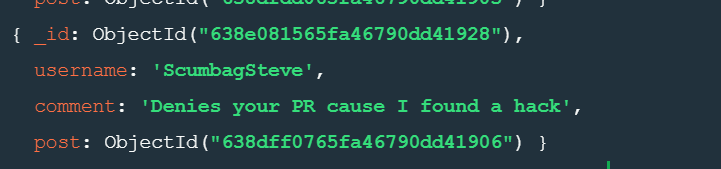 { _id: ObjectId("638e081565fa46790dd41928"),
username: 'ScumbagSteve',
comment: 'Denies your PR cause I found a hack',
post: ObjectId("638dff0765fa46790dd41906") }